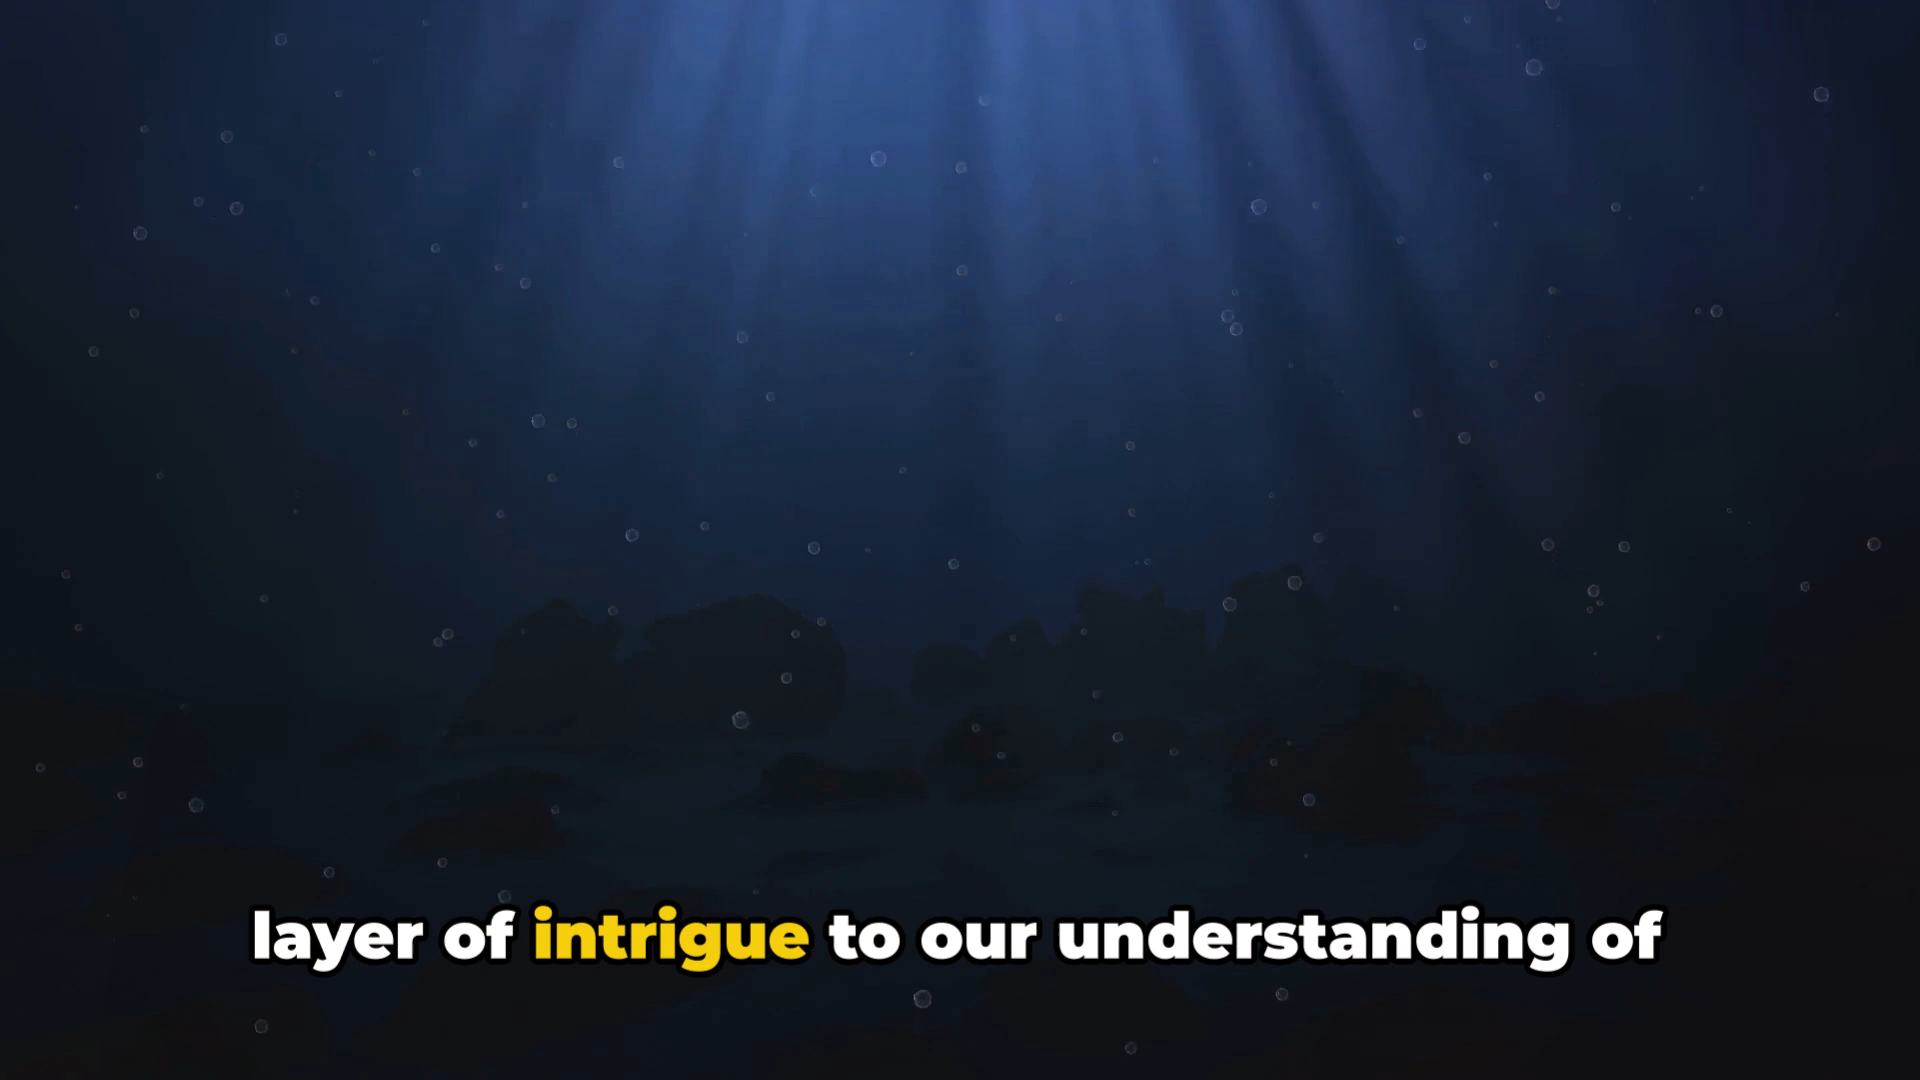 layer of intrigue to our understanding of